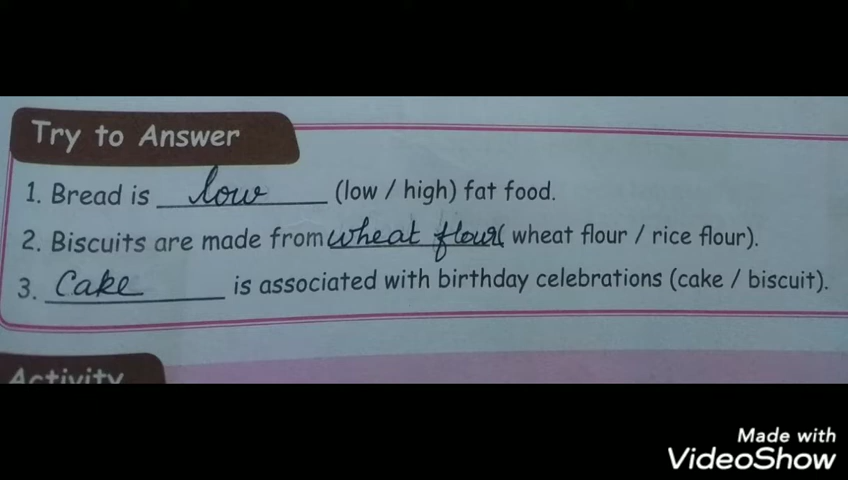 Try to Answer
1. Bread is low (low / high) fat food.
2. Biscuits are made from wheat flour( wheat flour / rice flour).
3. Cake is associated with birthday celebrations (cake / biscuit).
Activity
Made with
VideoShow